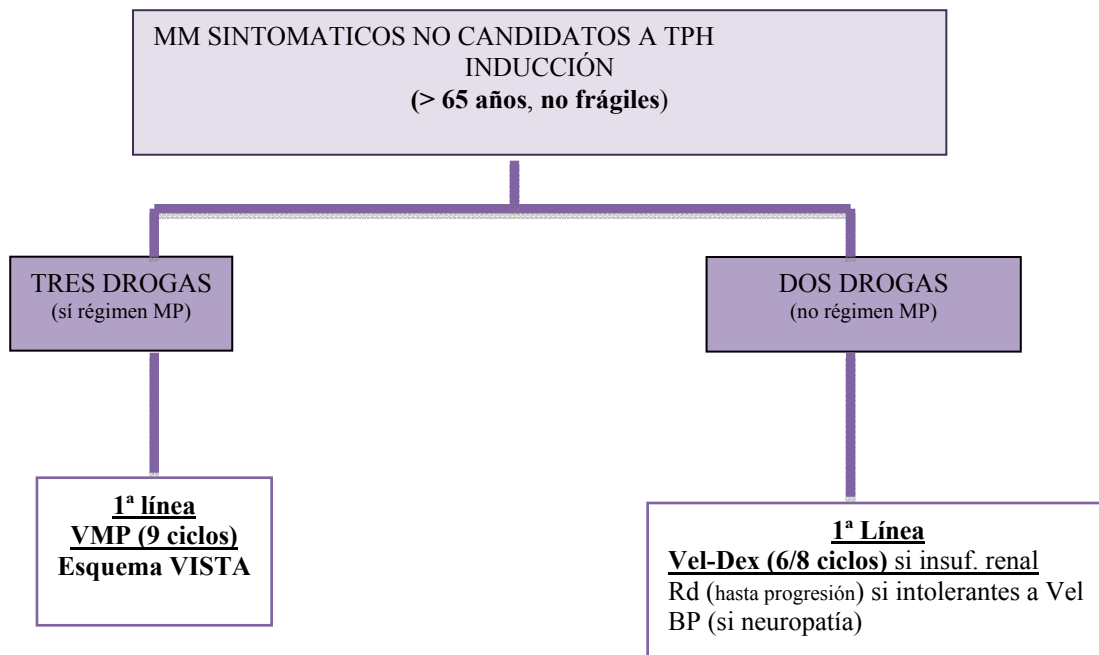 MM SINTOMATICOS NO CANDIDATOS A TPH
INDUCCIÓN
(> 65 años, no frágiles)
TRES DROGAS
(sí régimen MP)
DOS DROGAS
(no régimen MP)
1ª línea
VMP (9 ciclos)
Esquema VISTA
1ª Línea
Vel-Dex (6/8 ciclos) si insuf. renal
Rd (hasta progresión) si intolerantes a Vel
BP (si neuropatía)